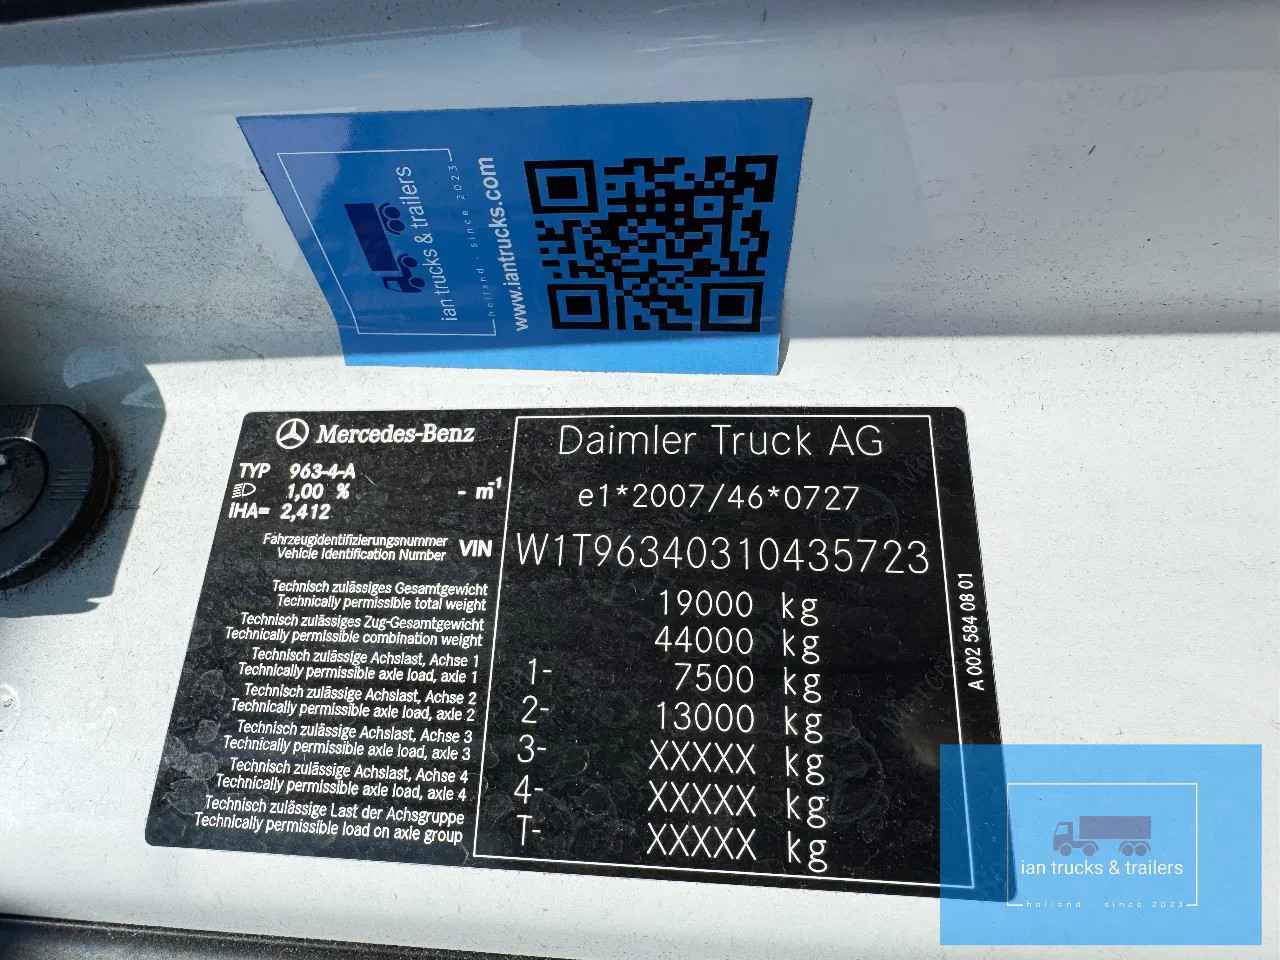 ian trucks & trailers
holland . since 2023
www.iantrucks.com
Mercedes-Benz
TYP 963-4-A
1,00 % - m-1
IHA= 2,412
Daimler Truck AG
e1*2007/46*0727
Fahrzeugidentifizierungsnummer
Vehicle Identification Number
VIN W1T96340310435723
Technisch zulässiges Gesamtgewicht
Technically permissible total weight
19000 kg
Technisch zulässiges Zug-Gesamtgewicht
Technically permissible combination weight
44000 kg
Technisch zulässige Achslast, Achse 1
Technically permissible axle load, axle 1
1- 7500 kg
Technisch zulässige Achslast, Achse 2
Technically permissible axle load, axle 2
2- 13000 kg
Technisch zulässige Achslast, Achse 3
Technically permissible axle load, axle 3
3- XXXXX kg
Technisch zulässige Achslast, Achse 4
Technically permissible axle load, axle 4
4- XXXXX kg
Technisch zulässige Last der Achsgruppe
Technically permissible load on axle group
T- XXXXX kg
A 002 584 08 01
ian trucks & trailers
holland . since 2023